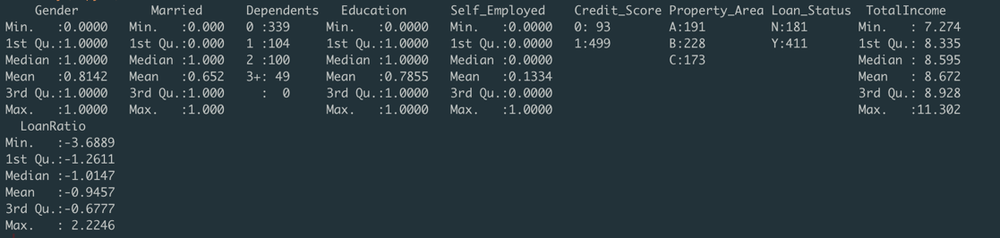 Gender          Married       Dependents   Education      Self_Employed    Credit_Score Property_Area Loan_Status  TotalIncome
Min.   :0.0000   Min.   :0.000   0 :339     Min.   :0.0000   Min.   :0.0000   0: 93        A:191         N:181       Min.   : 7.274
1st Qu.:1.0000   1st Qu.:0.000   1 :104     1st Qu.:1.0000   1st Qu.:0.0000   1:499        B:228         Y:411       1st Qu.: 8.335
Median :1.0000   Median :1.000   2 :100     Median :1.0000   Median :0.0000                C:173                     Median : 8.595
Mean   :0.8142   Mean   :0.652   3+: 49     Mean   :0.7855   Mean   :0.1334                                          Mean   : 8.672
3rd Qu.:1.0000   3rd Qu.:1.000     :  0     3rd Qu.:1.0000   3rd Qu.:0.0000                                          3rd Qu.: 8.928
Max.   :1.0000   Max.   :1.000              Max.   :1.0000   Max.   :1.0000                                          Max.   :11.302
  LoanRatio
Min.   :-3.6889
1st Qu.:-1.2611
Median :-1.0147
Mean   :-0.9457
3rd Qu.:-0.6777
Max.   : 2.2246